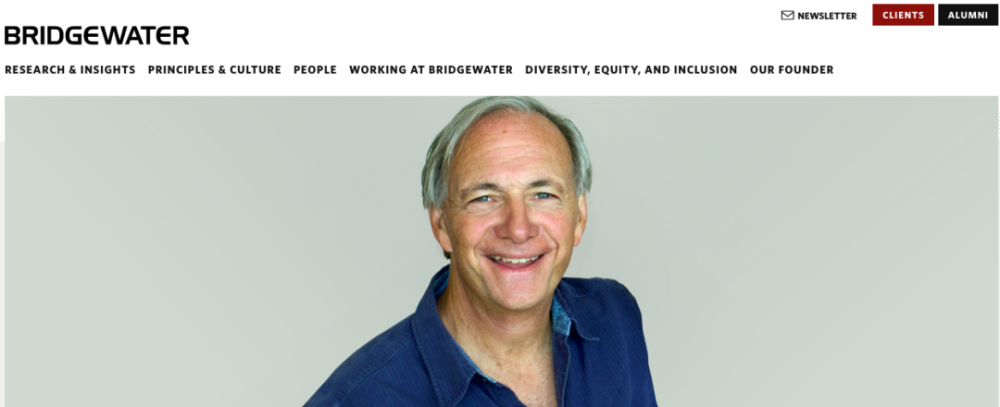 NEWSLETTER CLIENTS ALUMNI
BRIDGEWATER
RESEARCH & INSIGHTS PRINCIPLES & CULTURE PEOPLE WORKING AT BRIDGEWATER DIVERSITY, EQUITY, AND INCLUSION OUR FOUNDER